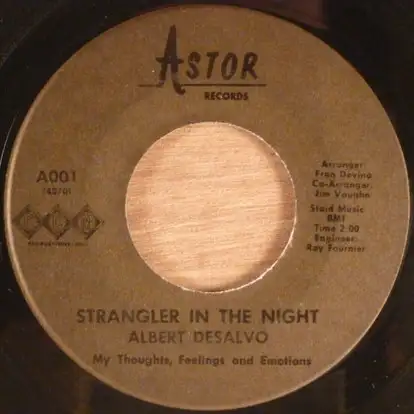 ASTOR
RECORDS
A001
Arranger:
Fran Devino
Co-Arranger:
Jim Vaughn
Staid Music
BMI
Time 2:00
Engineer:
Ray Fournier
STRANGLER IN THE NIGHT
ALBERT DESALVO
My Thoughts, Feelings and Emotions